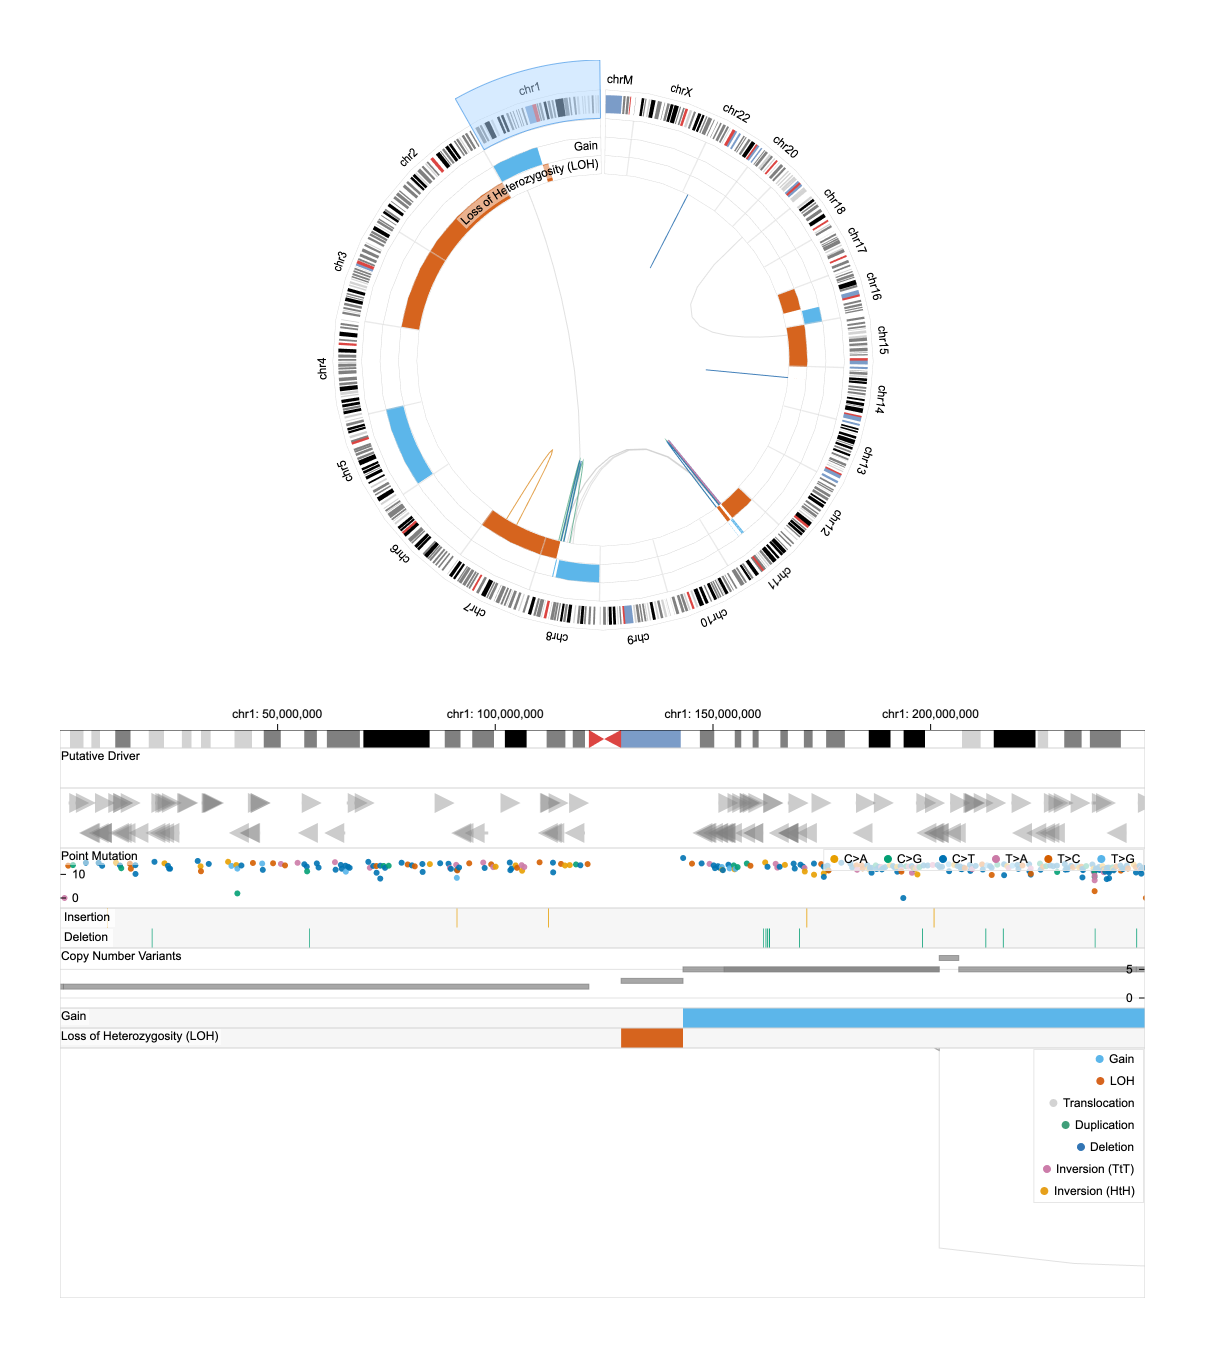 chr1
chrM
chrX
chr22
chr20
chr18
chr17
chr16
chr15
chr14
chr13
chr12
chr11
chr10
chr9
chr8
chr7
chr6
chr5
chr4
chr3
chr2
Gain
Loss of Heterozygosity (LOH)
chr1: 50,000,000 chr1: 100,000,000 chr1: 150,000,000 chr1: 200,000,000
Putative Driver
Point Mutation
C>A C>G C>T T>A T>C T>G
10
0
Insertion
Deletion
Copy Number Variants
5
0
Gain
Loss of Heterozygosity (LOH)
Gain
LOH
Translocation
Duplication
Deletion
Inversion (TtT)
Inversion (HtH)